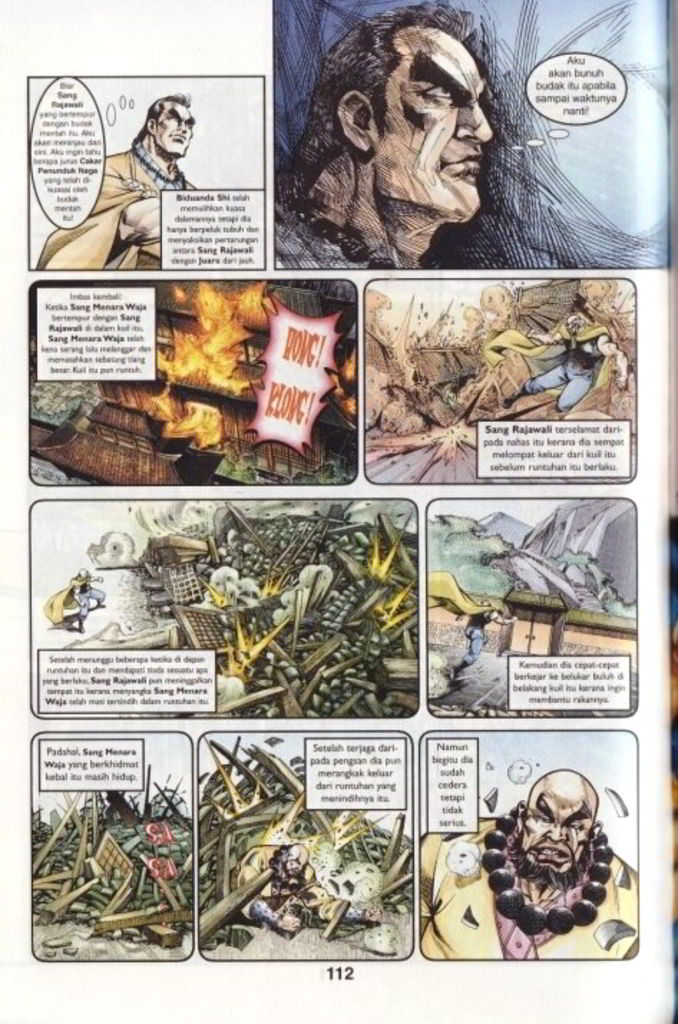 Biar
Sang
Rajawali
yang bertempur
dengan budak
mentah itu. Aku
akan meninjau dari
sini. Aku ingin tahu
berapa jurus Cakar
Penunduk Naga
yang telah di-
kuasai oleh
budak mentah
itu!
Biduanda Shi telah
memulihkan kuasa
dalamannya tetapi dia
hanya berpeluk tubuh dan
menyaksikan pertarungan
antara Sang Rajawali
dengan Juara dari jauh.
Aku
akan bunuh
budak itu apabila
sampai waktunya
nanti!
Imbas kembali:
Ketika Sang Menara Waja
bertempur dengan Sang
Rajawali di dalam kuil itu,
Sang Menara Waja telah
kena serang lalu melanggar dan
mematahkan sebatang tiang
besar. Kuil itu pun runtuh.
HONG!
KLONG!
Sang Rajawali terselamat dari-
pada nahas itu kerana dia sempat
melompat keluar dari kuil itu
sebelum runtuhan itu berlaku.
Setelah menunggu beberapa ketika di depan
runtuhan itu dan mendapati tiada sesuatu apa
yang berlaku, Sang Rajawali pun meninggalkan
tempat itu kerana menyangka Sang Menara
Waja telah mati tertindih dalam runtuhan itu.
Kemudian dia cepat-cepat
berkejar ke belukar buluh di
belakang kuil itu kerana ingin
membantu rakannya.
Padahal, Sang Menara
Waja yang berkhidmat
kebal itu masih hidup.
SA
SA
Setelah terjaga dari-
pada pengsan dia pun
merangkak keluar
dari runtuhan yang
menindihnya itu.
Namun
begitu dia
sudah
cedera
tetapi
tidak
serius.
112